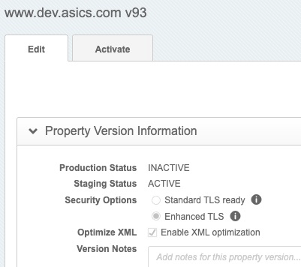 www.dev.asics.com v93
Edit
Activate
Property Version Information
Production Status INACTIVE
Staging Status ACTIVE
Security Options Standard TLS ready
Enhanced TLS
Optimize XML Enable XML optimization
Version Notes Add notes for this property version...